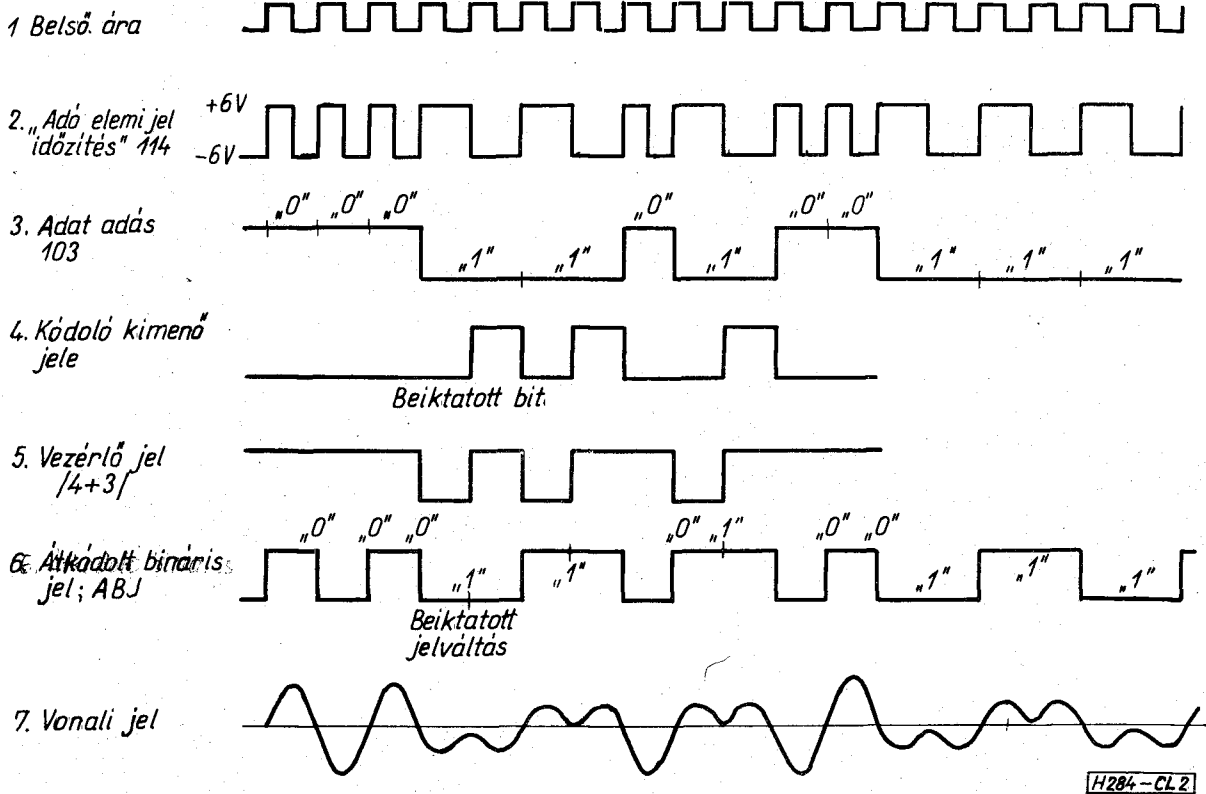 1 Belső. ára
2. „Adó elemi jel
időzítés" 114
+6V
-6V
3. Adat adás
103
„0" „0" „0" „0" „0" „0"
„1" „1" „1" „1" „1" „1"
4. Kódoló kimenő
jele
Beiktatott bit.
5. Vezérlő jel
/4+3/
„0" „0" „0" „0" „1" „0" „0"
6. Átkódolt bináris
jel; ABJ
„1" „1" „1" „1" „1"
Beiktatott
jelváltás
7. Vonali jel
H284-CL2